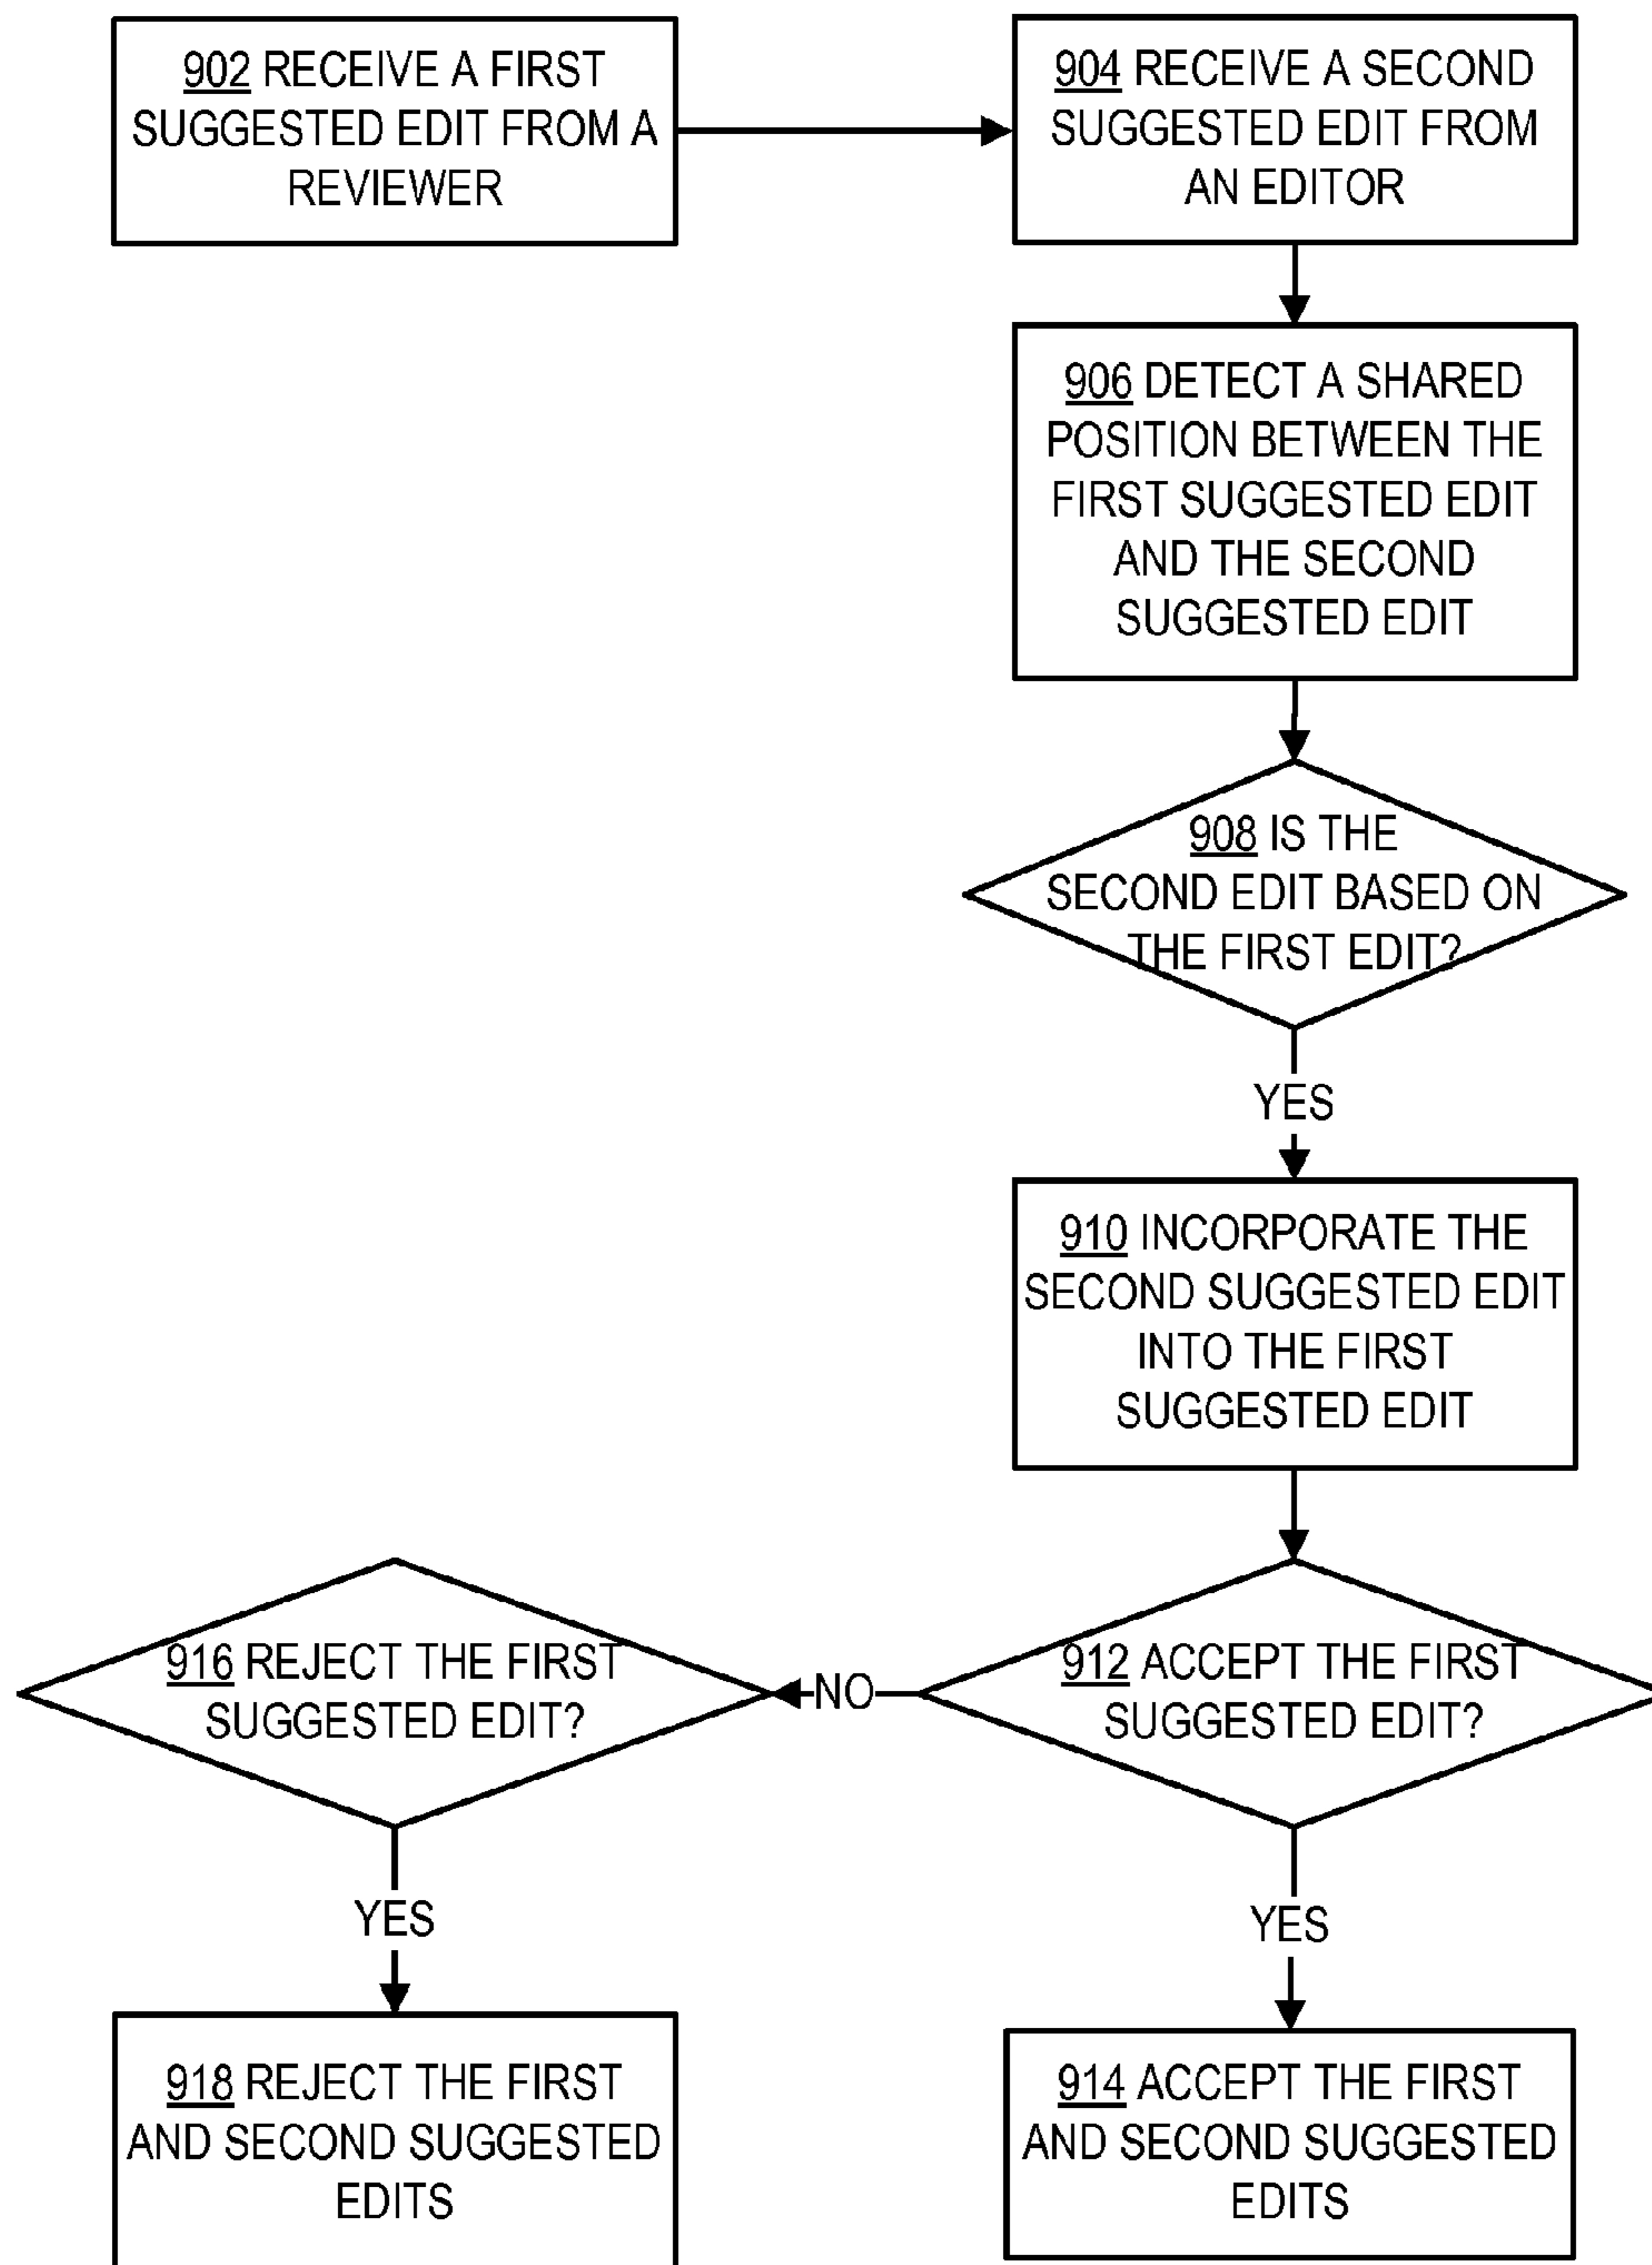 902 RECEIVE A FIRST
SUGGESTED EDIT FROM A
REVIEWER
904 RECEIVE A SECOND
SUGGESTED EDIT FROM
AN EDITOR
906 DETECT A SHARED
POSITION BETWEEN THE
FIRST SUGGESTED EDIT
AND THE SECOND
SUGGESTED EDIT
908 IS THE
SECOND EDIT BASED ON
THE FIRST EDIT?
YES
910 INCORPORATE THE
SECOND SUGGESTED EDIT
INTO THE FIRST
SUGGESTED EDIT
912 ACCEPT THE FIRST
SUGGESTED EDIT?
NO
916 REJECT THE FIRST
SUGGESTED EDIT?
YES
YES
918 REJECT THE FIRST
AND SECOND SUGGESTED
EDITS
914 ACCEPT THE FIRST
AND SECOND SUGGESTED
EDITS